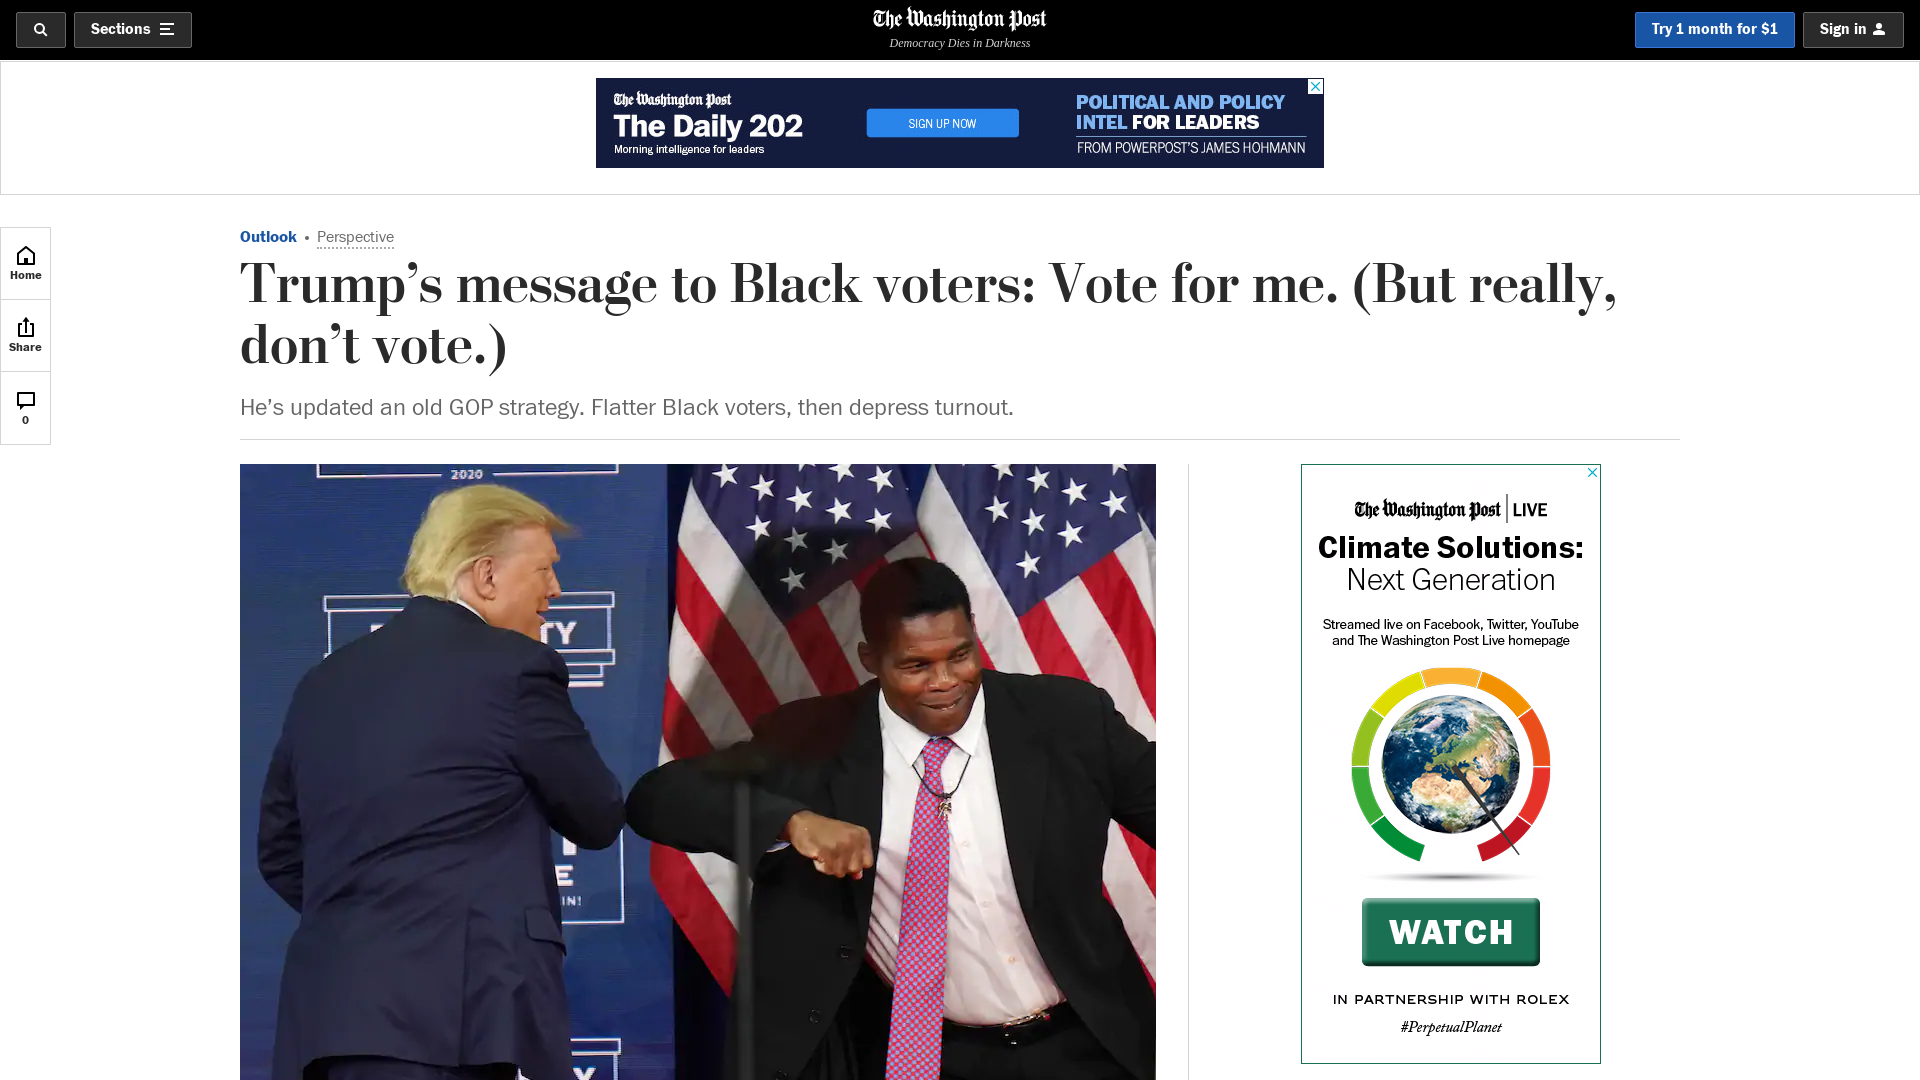 Sections
The Washington Post
Democracy Dies in Darkness
Try 1 month for $1
Sign in
The Washington Post
The Daily 202
Morning intelligence for leaders
SIGN UP NOW
POLITICAL AND POLICY
INTEL FOR LEADERS
FROM POWERPOST'S JAMES HOHMANN
Home
Share
0
Outlook • Perspective
Trump’s message to Black voters: Vote for me. (But really,
don’t vote.)
He’s updated an old GOP strategy. Flatter Black voters, then depress turnout.
2020
TY
E
IN!
Y
The Washington Post LIVE
Climate Solutions:
Next Generation
Streamed live on Facebook, Twitter, YouTube
and The Washington Post Live homepage
WATCH
IN PARTNERSHIP WITH ROLEX
#PerpetualPlanet